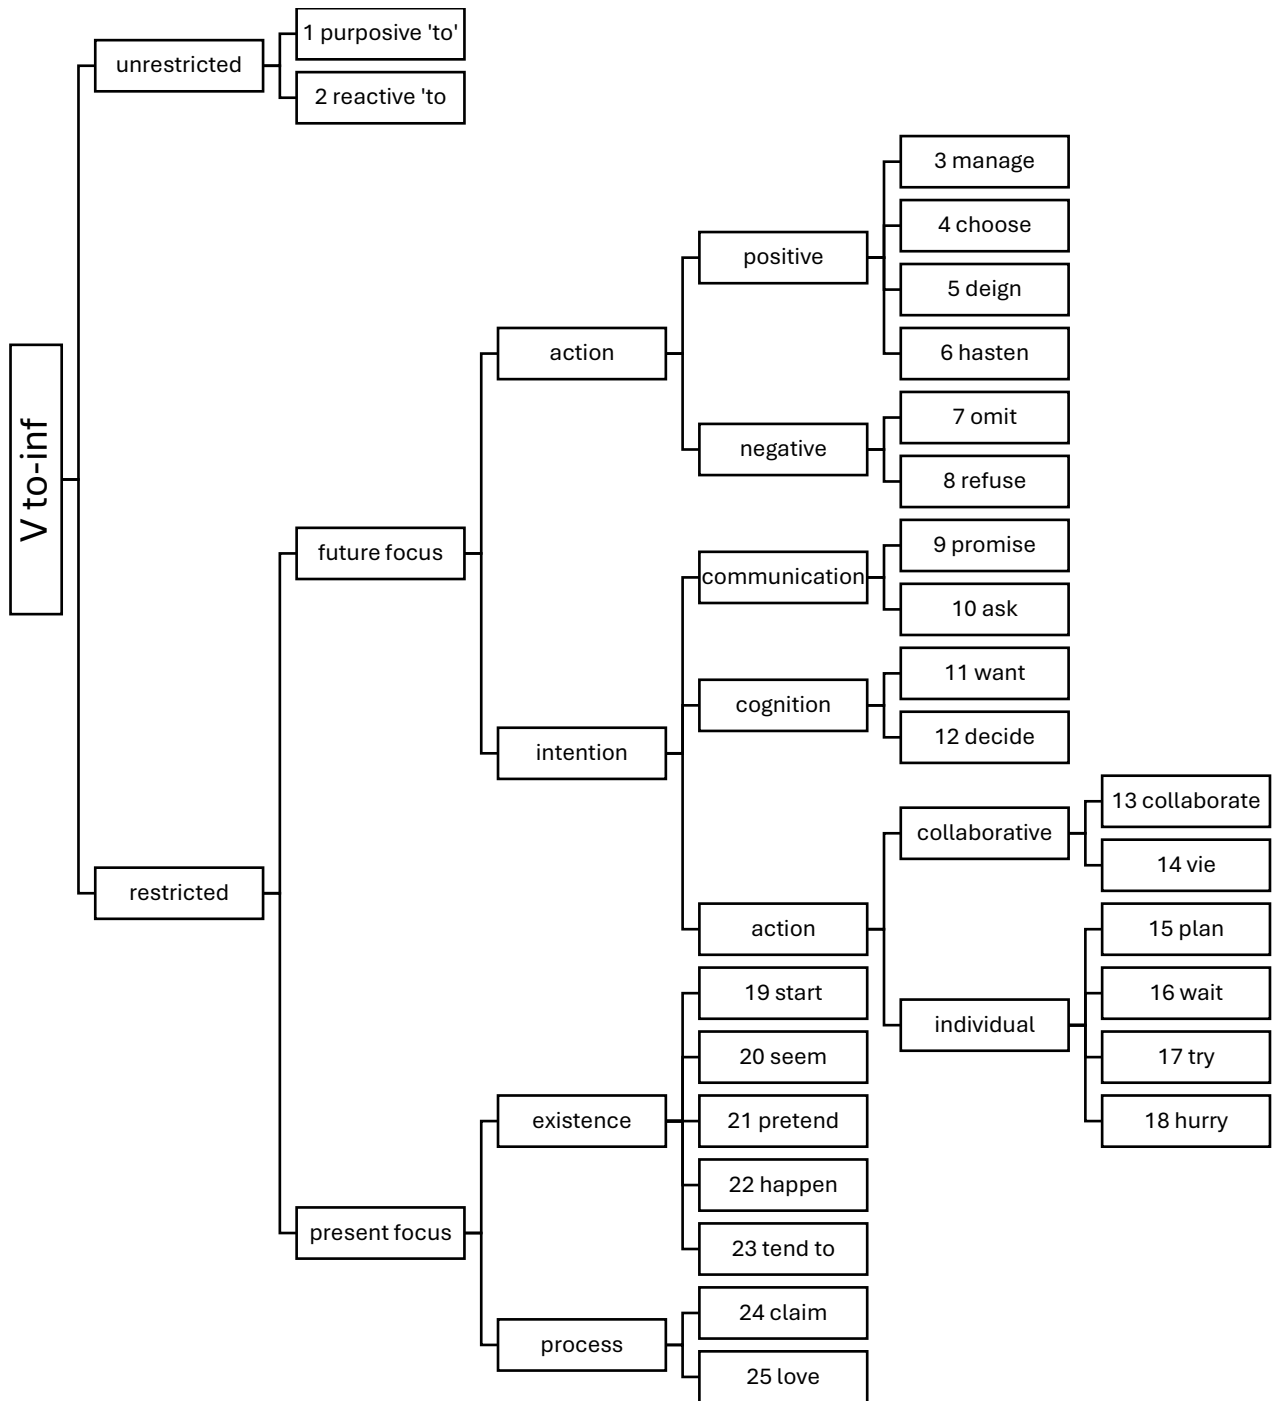 V to-inf
unrestricted
1 purposive 'to'
2 reactive 'to
restricted
future focus
action
positive
3 manage
4 choose
5 deign
6 hasten
negative
7 omit
8 refuse
intention
communication
9 promise
10 ask
cognition
11 want
12 decide
action
collaborative
13 collaborate
14 vie
individual
15 plan
16 wait
17 try
18 hurry
present focus
existence
19 start
20 seem
21 pretend
22 happen
23 tend to
process
24 claim
25 love